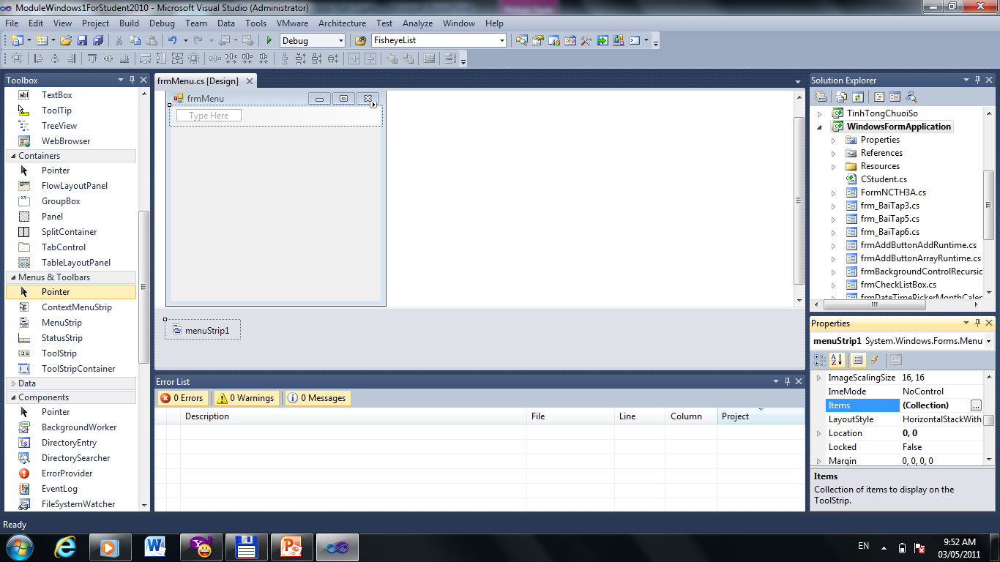 ModuleWindows1ForStudent2010 - Microsoft Visual Studio (Administrator)
File Edit View Project Build Debug Team Data Tools VMware Architecture Test Analyze Window Help
Debug FisheyeList
Toolbox
TextBox
ToolTip
TreeView
WebBrowser
Containers
Pointer
FlowLayoutPanel
GroupBox
Panel
SplitContainer
TabControl
TableLayoutPanel
Menus & Toolbars
Pointer
ContextMenuStrip
MenuStrip
StatusStrip
ToolStrip
ToolStripContainer
Data
Components
Pointer
BackgroundWorker
DirectoryEntry
DirectorySearcher
ErrorProvider
EventLog
FileSystemWatcher
frmMenu.cs [Design]
frmMenu
Type Here
menuStrip1
Error List
0 Errors 0 Warnings 0 Messages
Description File Line Column Project
Solution Explorer
TinhTongChuoiSo
WindowsFormApplication
Properties
References
Resources
CStudent.cs
FormNCTH3A.cs
frm_BaiTap3.cs
frm_BaiTap5.cs
frm_BaiTap6.cs
frmAddButtonAddRuntime.cs
frmAddButtonArrayRuntime.cs
frmBackgroundControlRecursic
frmCheckListBox.cs
frmDateTimePickerMonthCaler
Properties
menuStrip1 System.Windows.Forms.Menu
ImageScalingSize 16, 16
ImeMode NoControl
Items (Collection) ...
LayoutStyle HorizontalStackWith
Location 0, 0
Locked False
Margin 0, 0, 0, 0
Items
Collection of items to display on the
ToolStrip.
Ready
EN
9:52 AM
03/05/2011